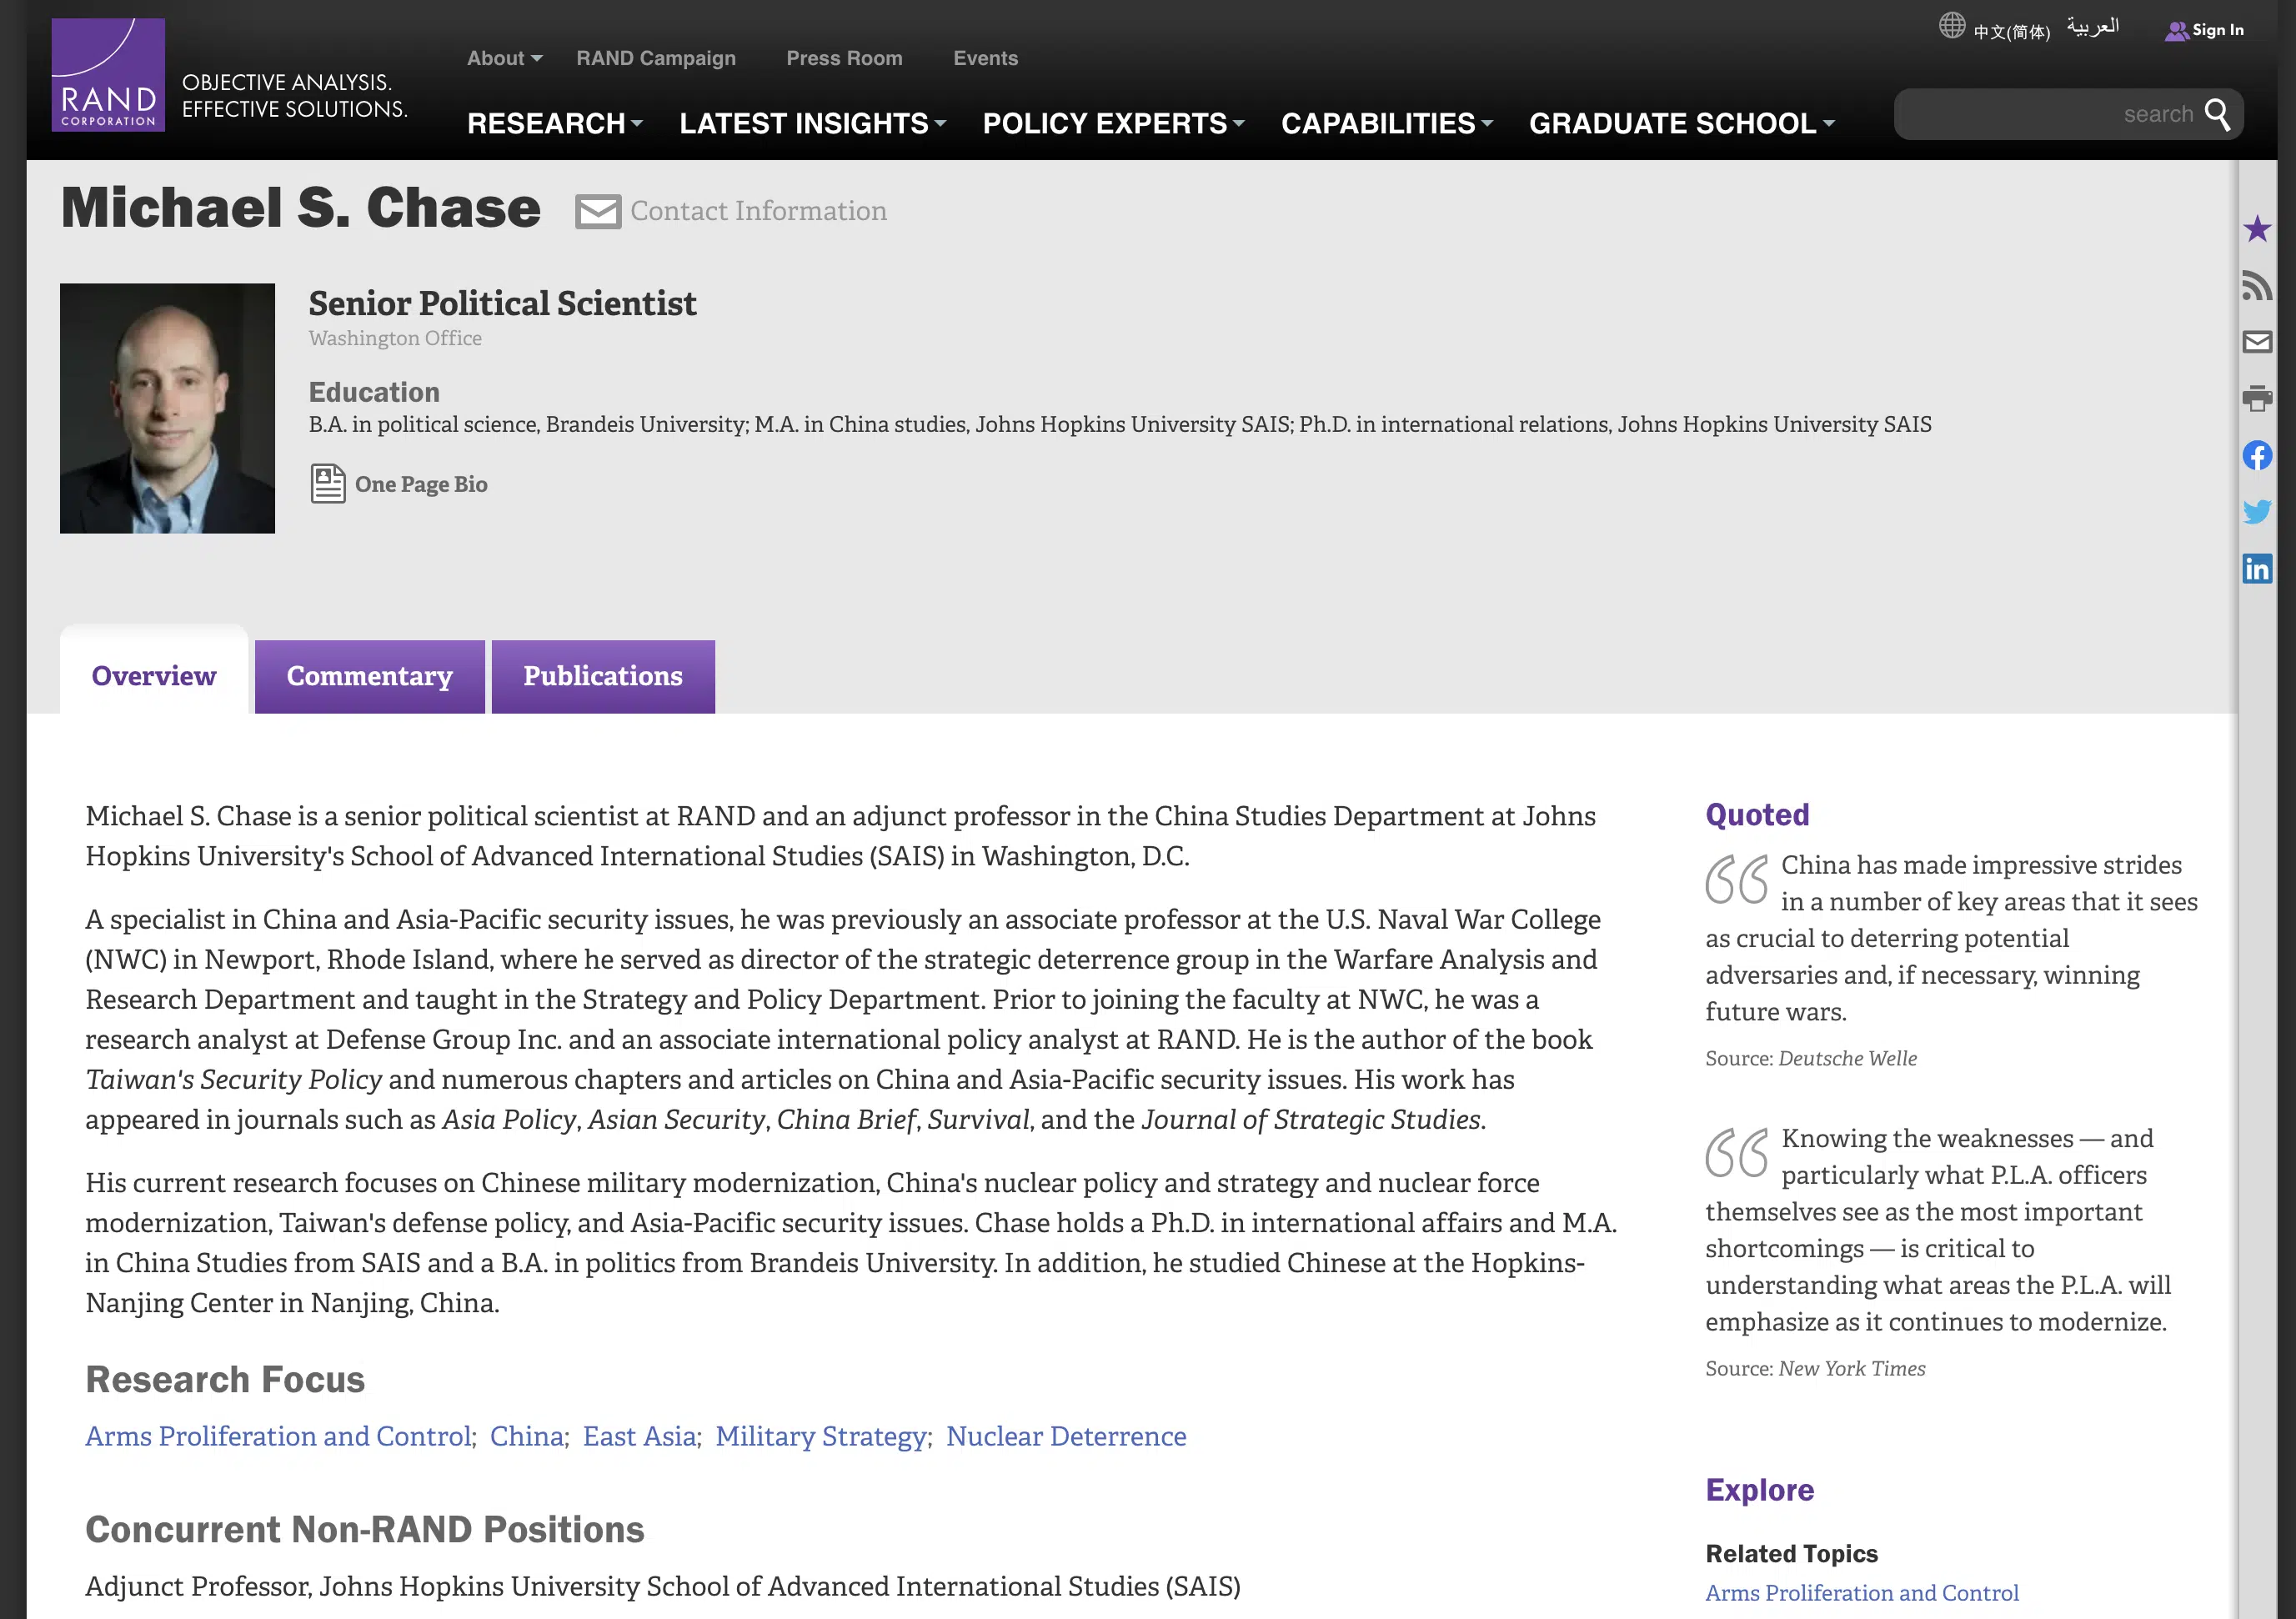 中文(简体)
العربية
Sign In
About
RAND Campaign
Press Room
Events
RAND
CORPORATION
OBJECTIVE ANALYSIS.
EFFECTIVE SOLUTIONS.
RESEARCH
LATEST INSIGHTS
POLICY EXPERTS
CAPABILITIES
GRADUATE SCHOOL
search
Michael S. Chase
Contact Information
Senior Political Scientist
Washington Office
Education
B.A. in political science, Brandeis University; M.A. in China studies, Johns Hopkins University SAIS; Ph.D. in international relations, Johns Hopkins University SAIS
One Page Bio
in
Overview
Commentary
Publications
Michael S. Chase is a senior political scientist at RAND and an adjunct professor in the China Studies Department at Johns
Hopkins University's School of Advanced International Studies (SAIS) in Washington, D.C.
A specialist in China and Asia-Pacific security issues, he was previously an associate professor at the U.S. Naval War College
(NWC) in Newport, Rhode Island, where he served as director of the strategic deterrence group in the Warfare Analysis and
Research Department and taught in the Strategy and Policy Department. Prior to joining the faculty at NWC, he was a
research analyst at Defense Group Inc. and an associate international policy analyst at RAND. He is the author of the book
Taiwan's Security Policy and numerous chapters and articles on China and Asia-Pacific security issues. His work has
appeared in journals such as Asia Policy, Asian Security, China Brief, Survival, and the Journal of Strategic Studies.
His current research focuses on Chinese military modernization, China's nuclear policy and strategy and nuclear force
modernization, Taiwan's defense policy, and Asia-Pacific security issues. Chase holds a Ph.D. in international affairs and M.A.
in China Studies from SAIS and a B.A. in politics from Brandeis University. In addition, he studied Chinese at the Hopkins-
Nanjing Center in Nanjing, China.
Research Focus
Arms Proliferation and Control; China; East Asia; Military Strategy; Nuclear Deterrence
Concurrent Non-RAND Positions
Adjunct Professor, Johns Hopkins University School of Advanced International Studies (SAIS)
Quoted
“ China has made impressive strides
in a number of key areas that it sees
as crucial to deterring potential
adversaries and, if necessary, winning
future wars.
Source: Deutsche Welle
“ Knowing the weaknesses — and
particularly what P.L.A. officers
themselves see as the most important
shortcomings — is critical to
understanding what areas the P.L.A. will
emphasize as it continues to modernize.
Source: New York Times
Explore
Related Topics
Arms Proliferation and Control